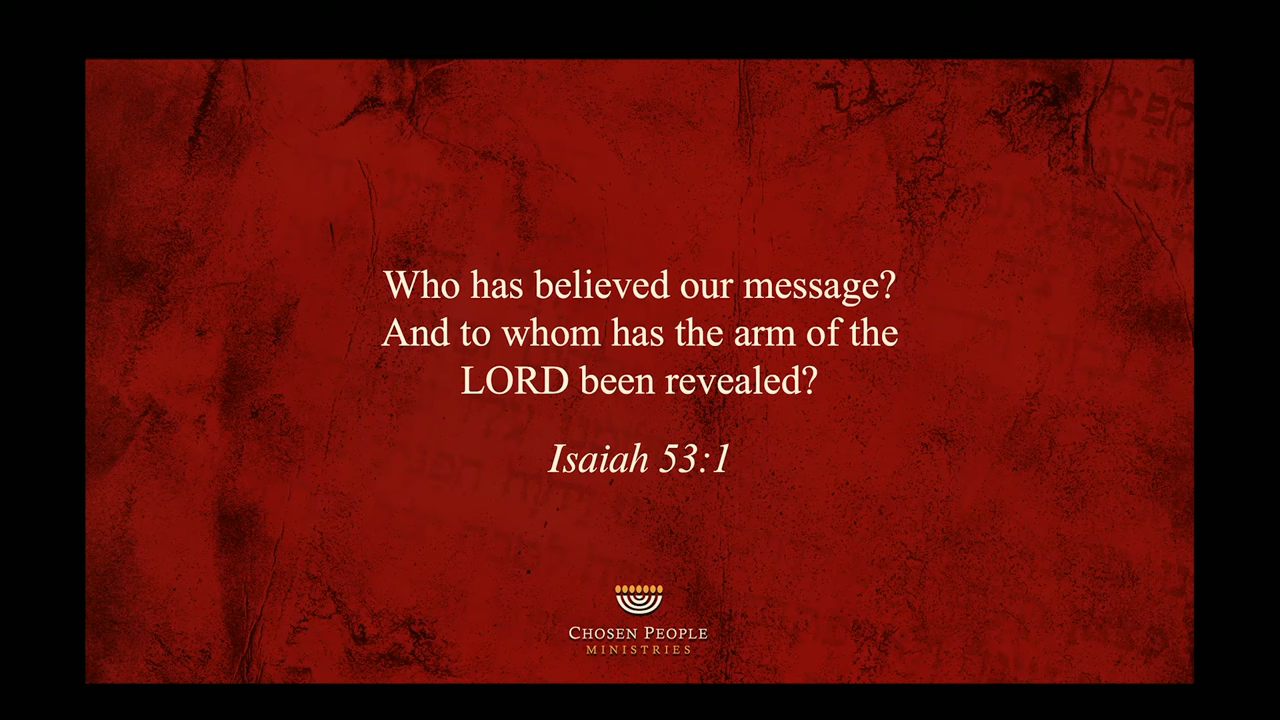 Who has believed our message?
And to whom has the arm of the
LORD been revealed?
Isaiah 53:1
CHOSEN PEOPLE
MINISTRIES